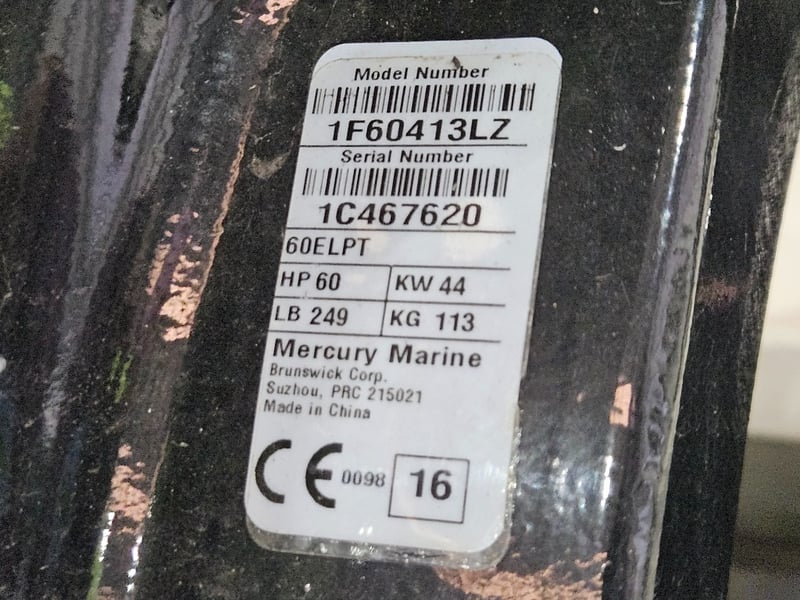 Model Number
1F60413LZ
Serial Number
1C467620
60ELPT
HP 60 KW 44
LB 249 KG 113
Mercury Marine
Brunswick Corp.
Suzhou, PRC 215021
Made in China
CE 0098 16